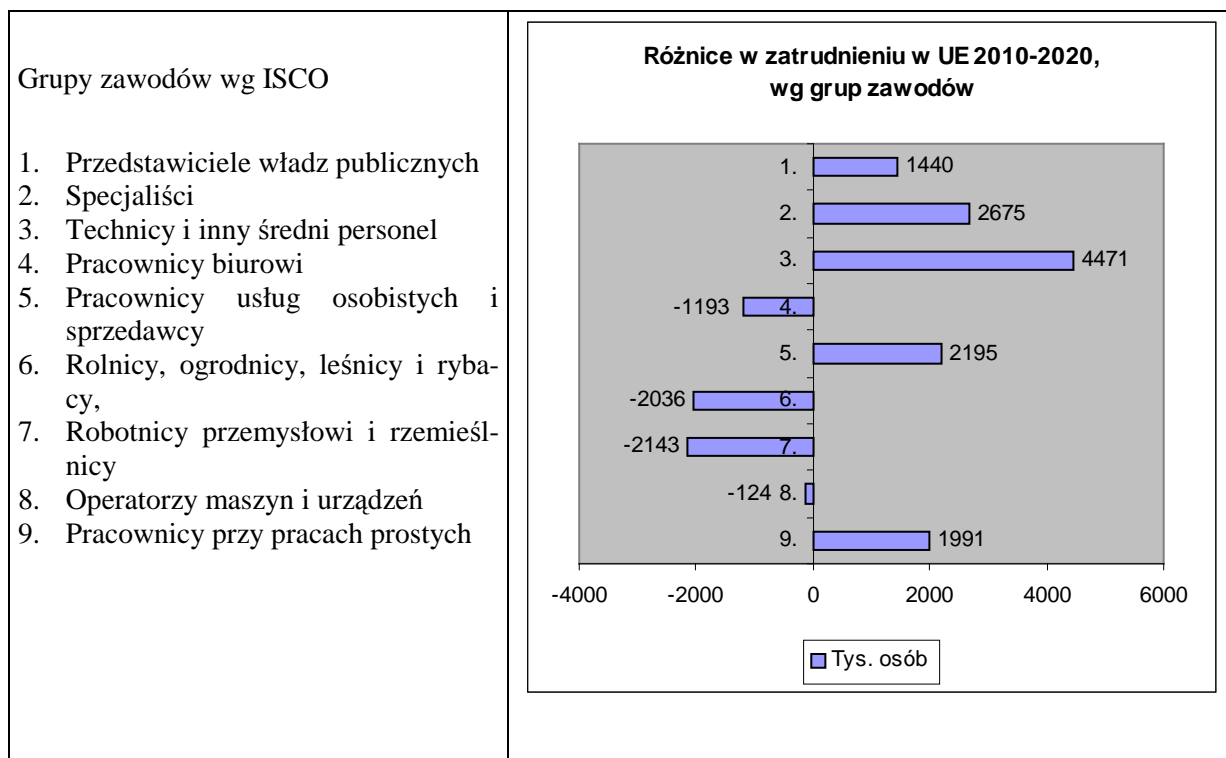 Grupy zawodów wg ISCO
1. Przedstawiciele władz publicznych
2. Specjaliści
3. Technicy i inny średni personel
4. Pracownicy biurowi
5. Pracownicy usług osobistych i
sprzedawcy
6. Rolnicy, ogrodnicy, leśnicy i ryba-
cy,
7. Robotnicy przemysłowi i rzemieśl-
nicy
8. Operatorzy maszyn i urządzeń
9. Pracownicy przy pracach prostych
Różnice w zatrudnieniu w UE 2010-2020,
wg grup zawodów
1. 1440
2. 2675
3. 4471
-1193 4.
5. 2195
-2036 6.
-2143 7.
-124 8.
9. 1991
-4000 -2000 0 2000 4000 6000
Tys. osób